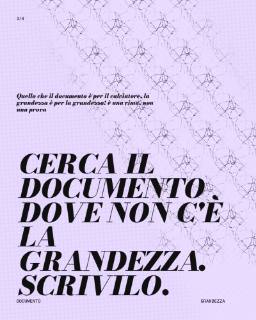 3/4
Quello che il documento è per il calciatore, la
grandezza è per la grandezza! è una rima, non
una prova
CERCA IL
DOCUMENTO
DOVE NON C'È
LA
GRANDEZZA.
SCRIVILO.
DOCUMENTO
GRANDEZZA